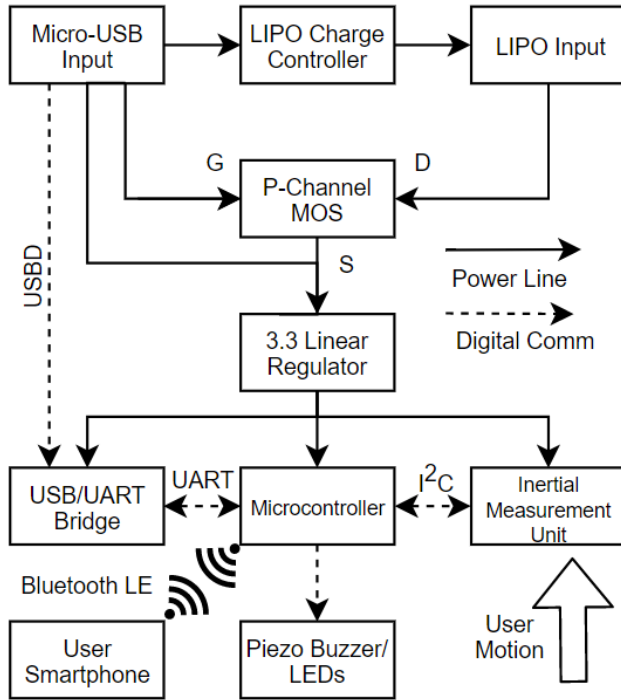 Micro-USB
Input
LIPO Charge
Controller
LIPO Input
G
P-Channel
MOS
D
S
USBD
Power Line
Digital Comm
3.3 Linear
Regulator
USB/UART
Bridge
UART
Microcontroller
I²C
Inertial
Measurement
Unit
Bluetooth LE
User
Smartphone
Piezo Buzzer/
LEDs
User
Motion